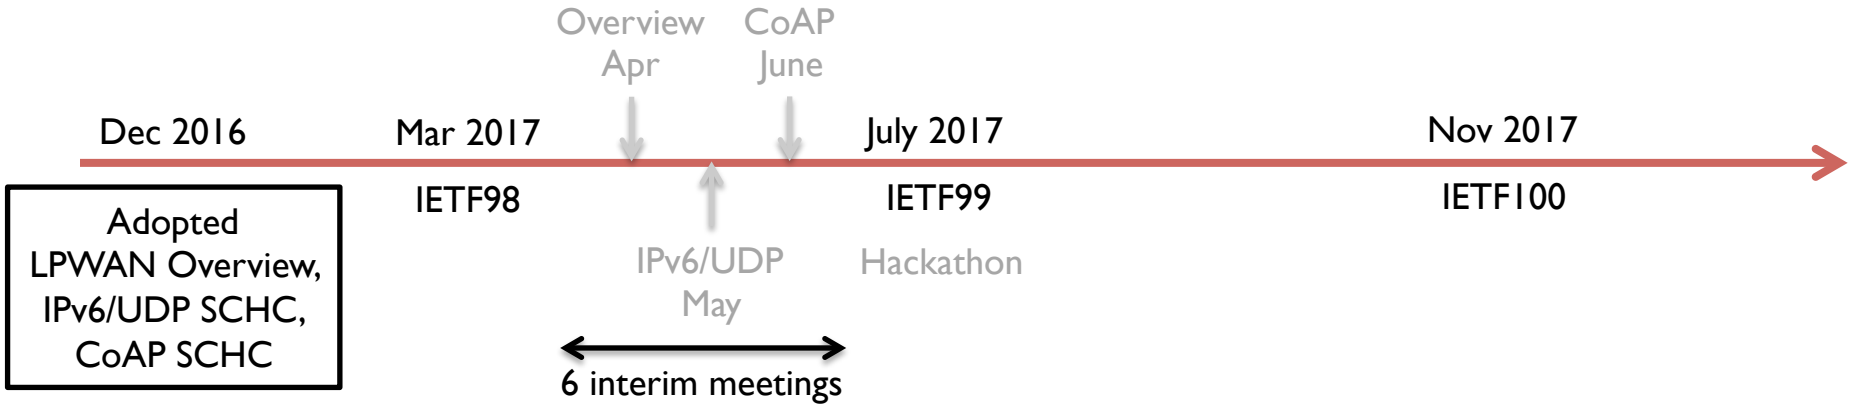 Overview
Apr
CoAP
June
Dec 2016
Mar 2017
July 2017
Nov 2017
IETF98
IETF99
IETF100
Adopted
LPWAN Overview,
IPv6/UDP SCHC,
CoAP SCHC
IPv6/UDP
May
Hackathon
6 interim meetings